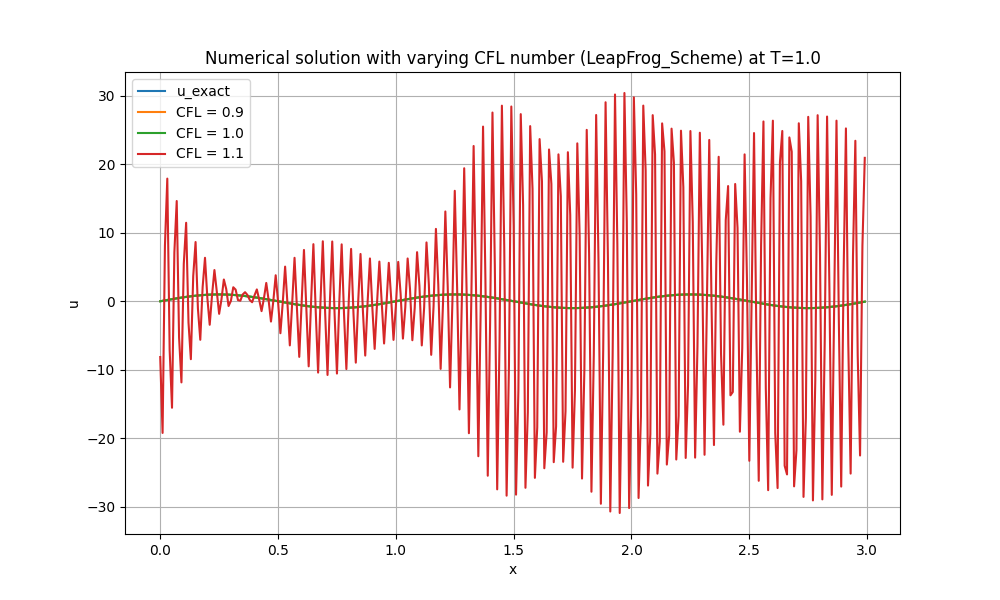 Numerical solution with varying CFL number (LeapFrog_Scheme) at T=1.0
u_exact
CFL = 0.9
CFL = 1.0
CFL = 1.1
30
20
10
0
−10
−20
−30
u
0.0
0.5
1.0
1.5
2.0
2.5
3.0
x